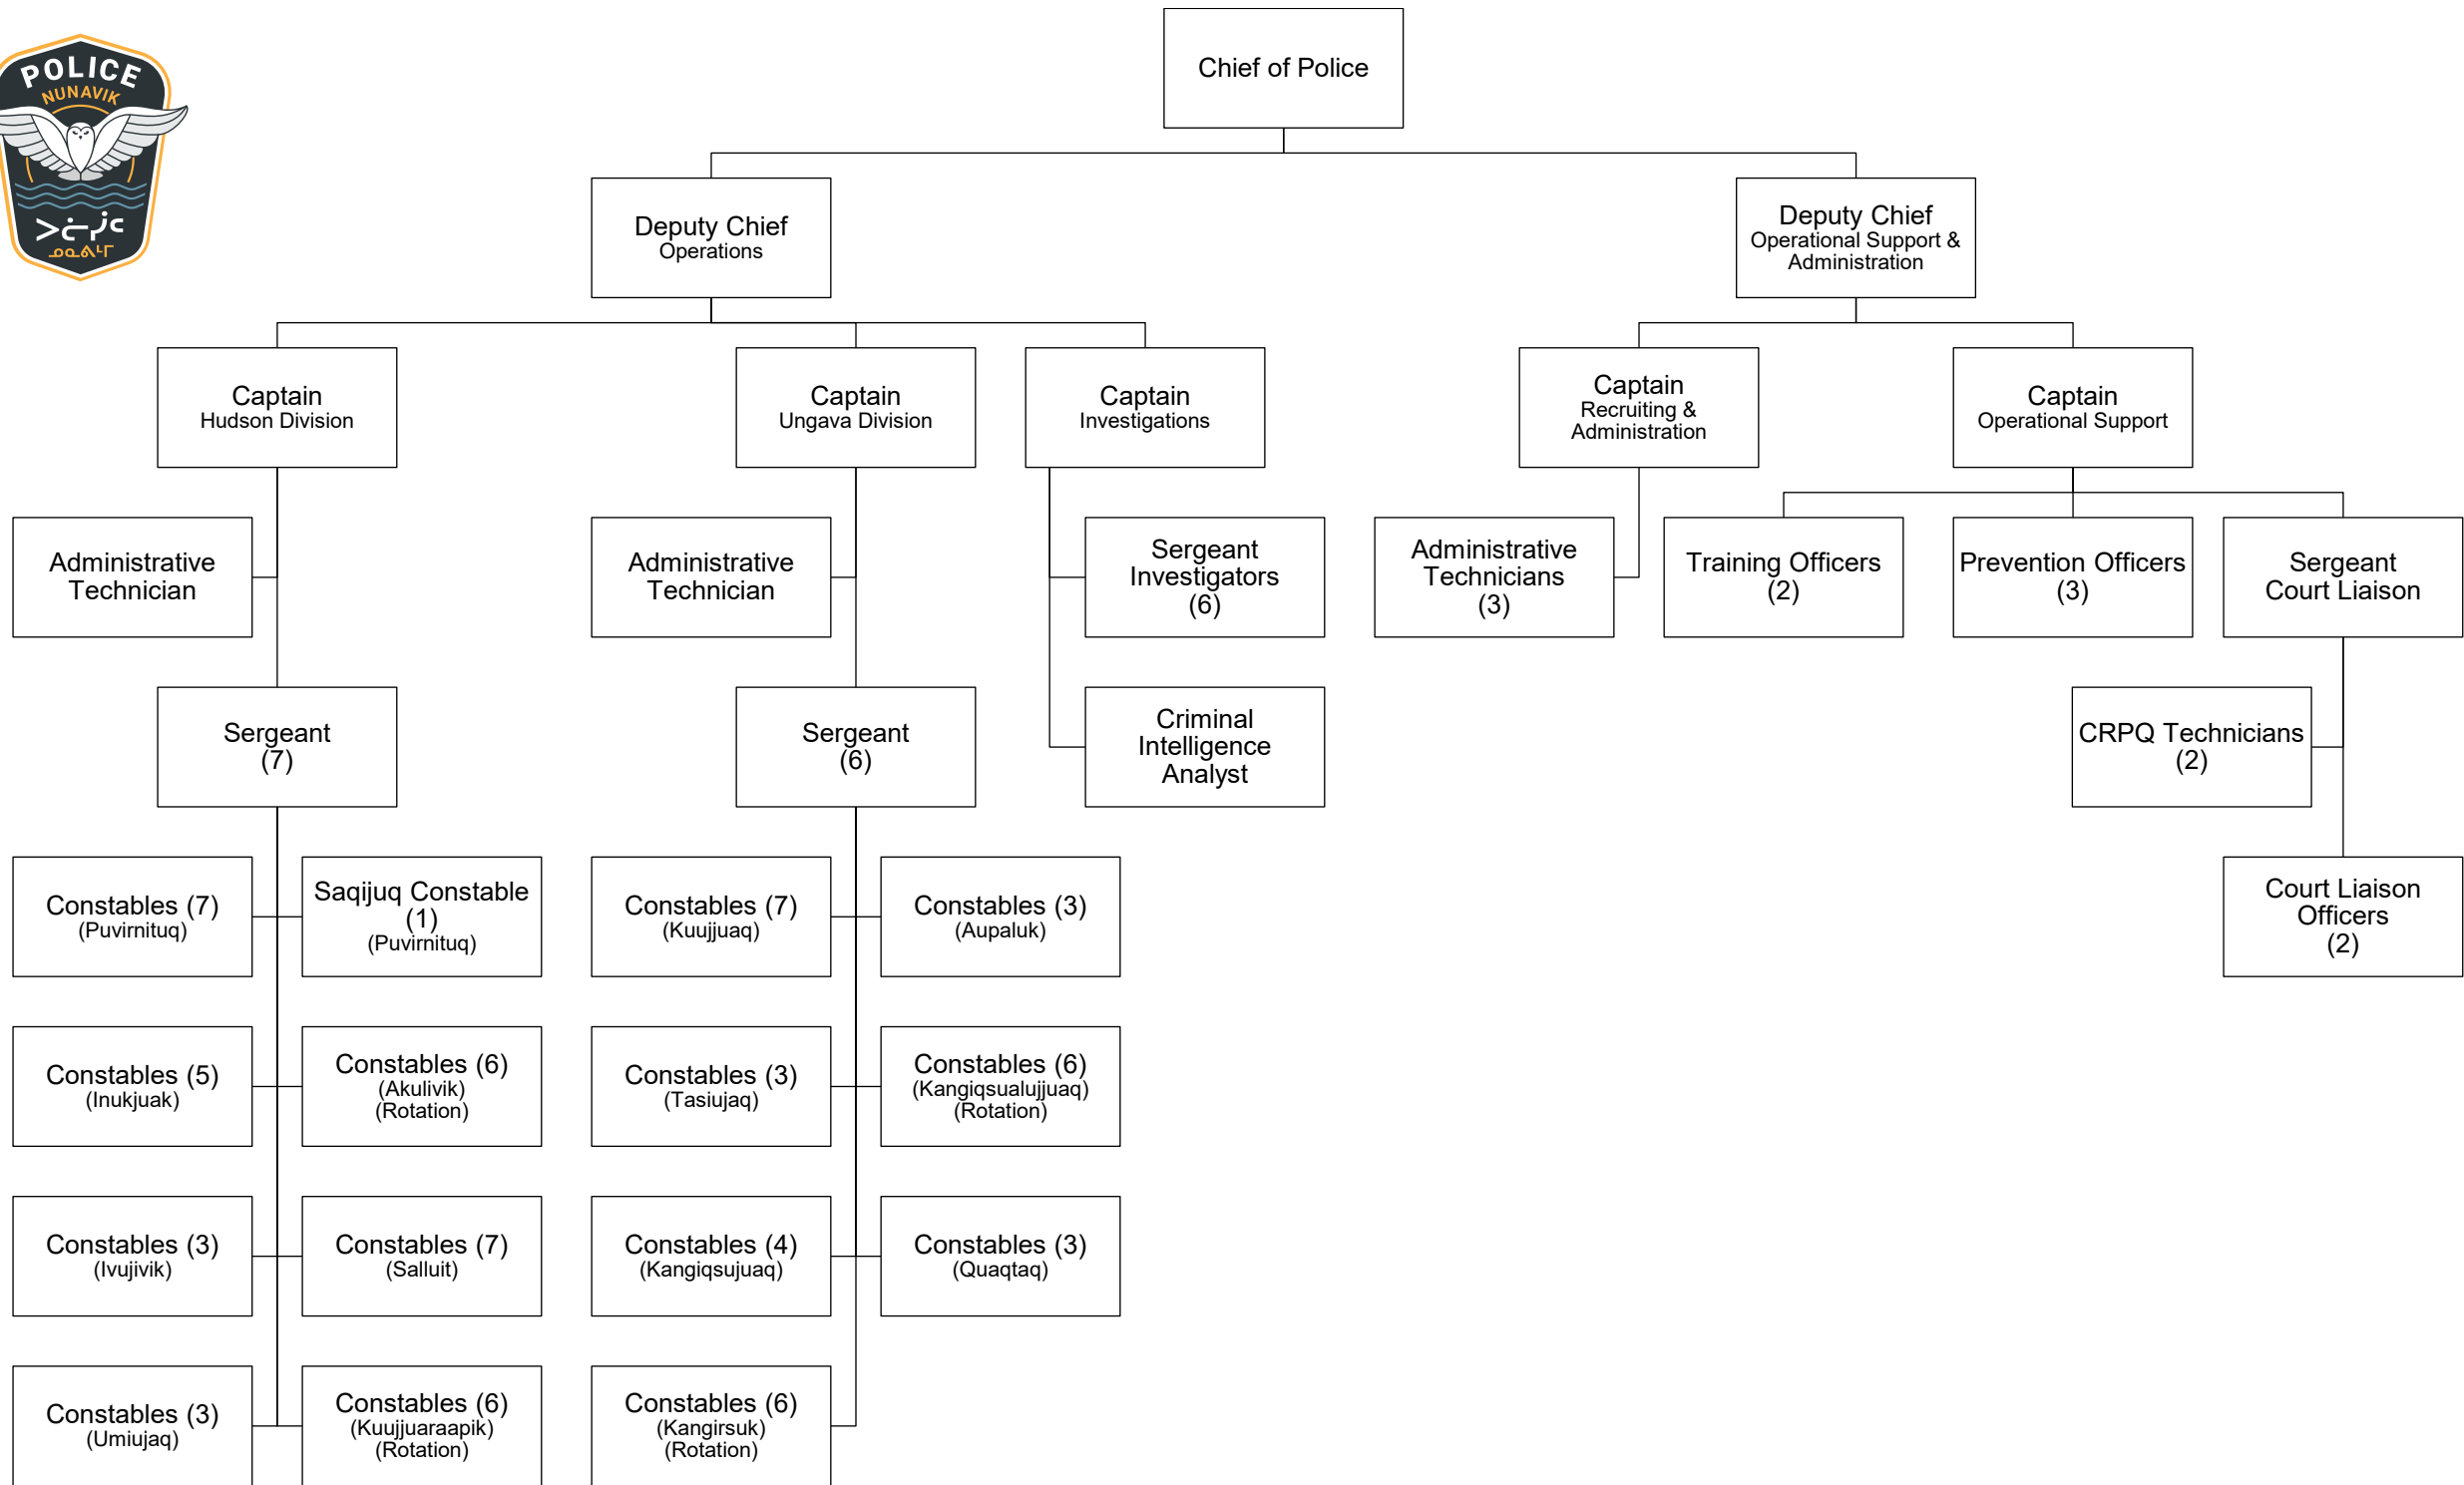 POLICE
NUNAVIK
ᐳᓖᓯᒃᑯᑦ
ᓄᓇᕕᒻᒥ
Chief of Police
Deputy Chief
Operations
Deputy Chief
Operational Support &
Administration
Captain
Hudson Division
Captain
Ungava Division
Captain
Investigations
Captain
Recruiting &
Administration
Captain
Operational Support
Administrative
Technician
Administrative
Technician
Sergeant
Investigators
(6)
Administrative
Technicians
(3)
Training Officers
(2)
Prevention Officers
(3)
Sergeant
Court Liaison
Sergeant
(7)
Sergeant
(6)
Criminal
Intelligence
Analyst
CRPQ Technicians
(2)
Constables (7)
(Puvirnituq)
Saqijuq Constable
(1)
(Puvirnituq)
Constables (7)
(Kuujjuaq)
Constables (3)
(Aupaluk)
Court Liaison
Officers
(2)
Constables (5)
(Inukjuak)
Constables (6)
(Akulivik)
(Rotation)
Constables (3)
(Tasiujaq)
Constables (6)
(Kangiqsualujjuaq)
(Rotation)
Constables (3)
(Ivujivik)
Constables (7)
(Salluit)
Constables (4)
(Kangiqsujuaq)
Constables (3)
(Quaqtaq)
Constables (3)
(Umiujaq)
Constables (6)
(Kuujjuaraapik)
(Rotation)
Constables (6)
(Kangirsuk)
(Rotation)